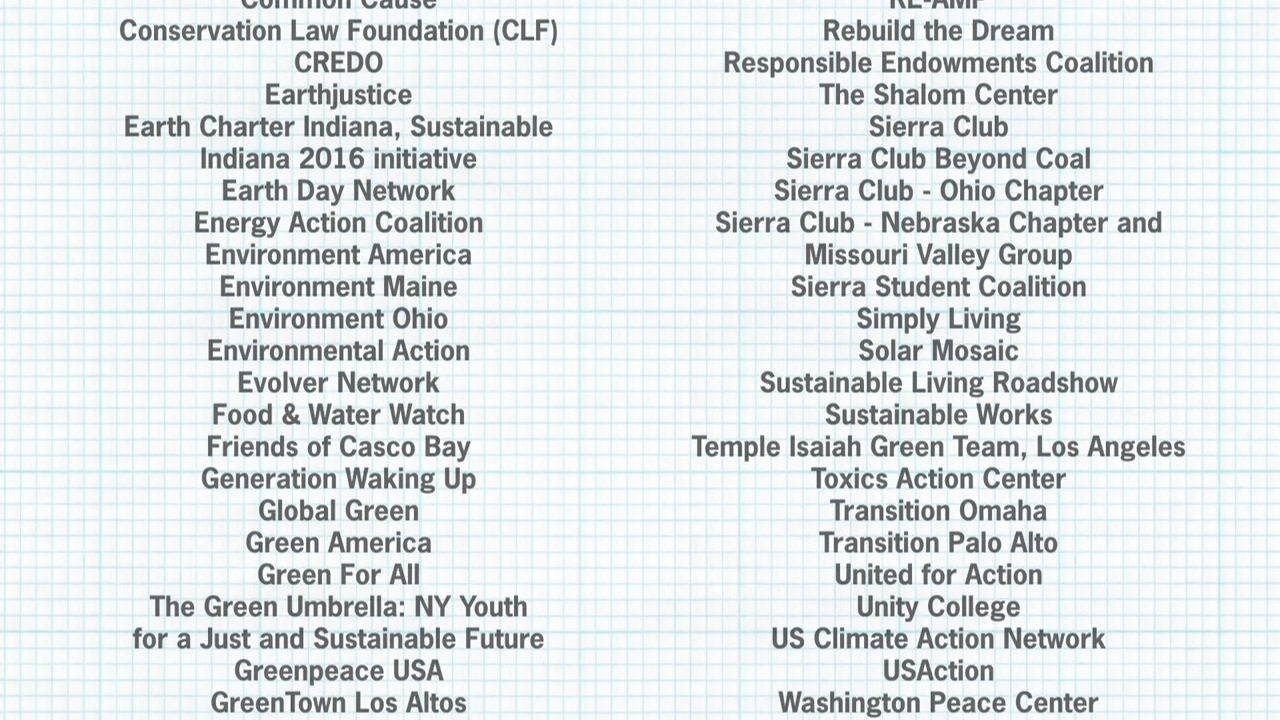 Common Cause
Conservation Law Foundation (CLF)
CREDO
Earthjustice
Earth Charter Indiana, Sustainable
Indiana 2016 initiative
Earth Day Network
Energy Action Coalition
Environment America
Environment Maine
Environment Ohio
Environmental Action
Evolver Network
Food & Water Watch
Friends of Casco Bay
Generation Waking Up
Global Green
Green America
Green For All
The Green Umbrella: NY Youth
for a Just and Sustainable Future
Greenpeace USA
GreenTown Los Altos
RE-AMP
Rebuild the Dream
Responsible Endowments Coalition
The Shalom Center
Sierra Club
Sierra Club Beyond Coal
Sierra Club - Ohio Chapter
Sierra Club - Nebraska Chapter and
Missouri Valley Group
Sierra Student Coalition
Simply Living
Solar Mosaic
Sustainable Living Roadshow
Sustainable Works
Temple Isaiah Green Team, Los Angeles
Toxics Action Center
Transition Omaha
Transition Palo Alto
United for Action
Unity College
US Climate Action Network
USAction
Washington Peace Center